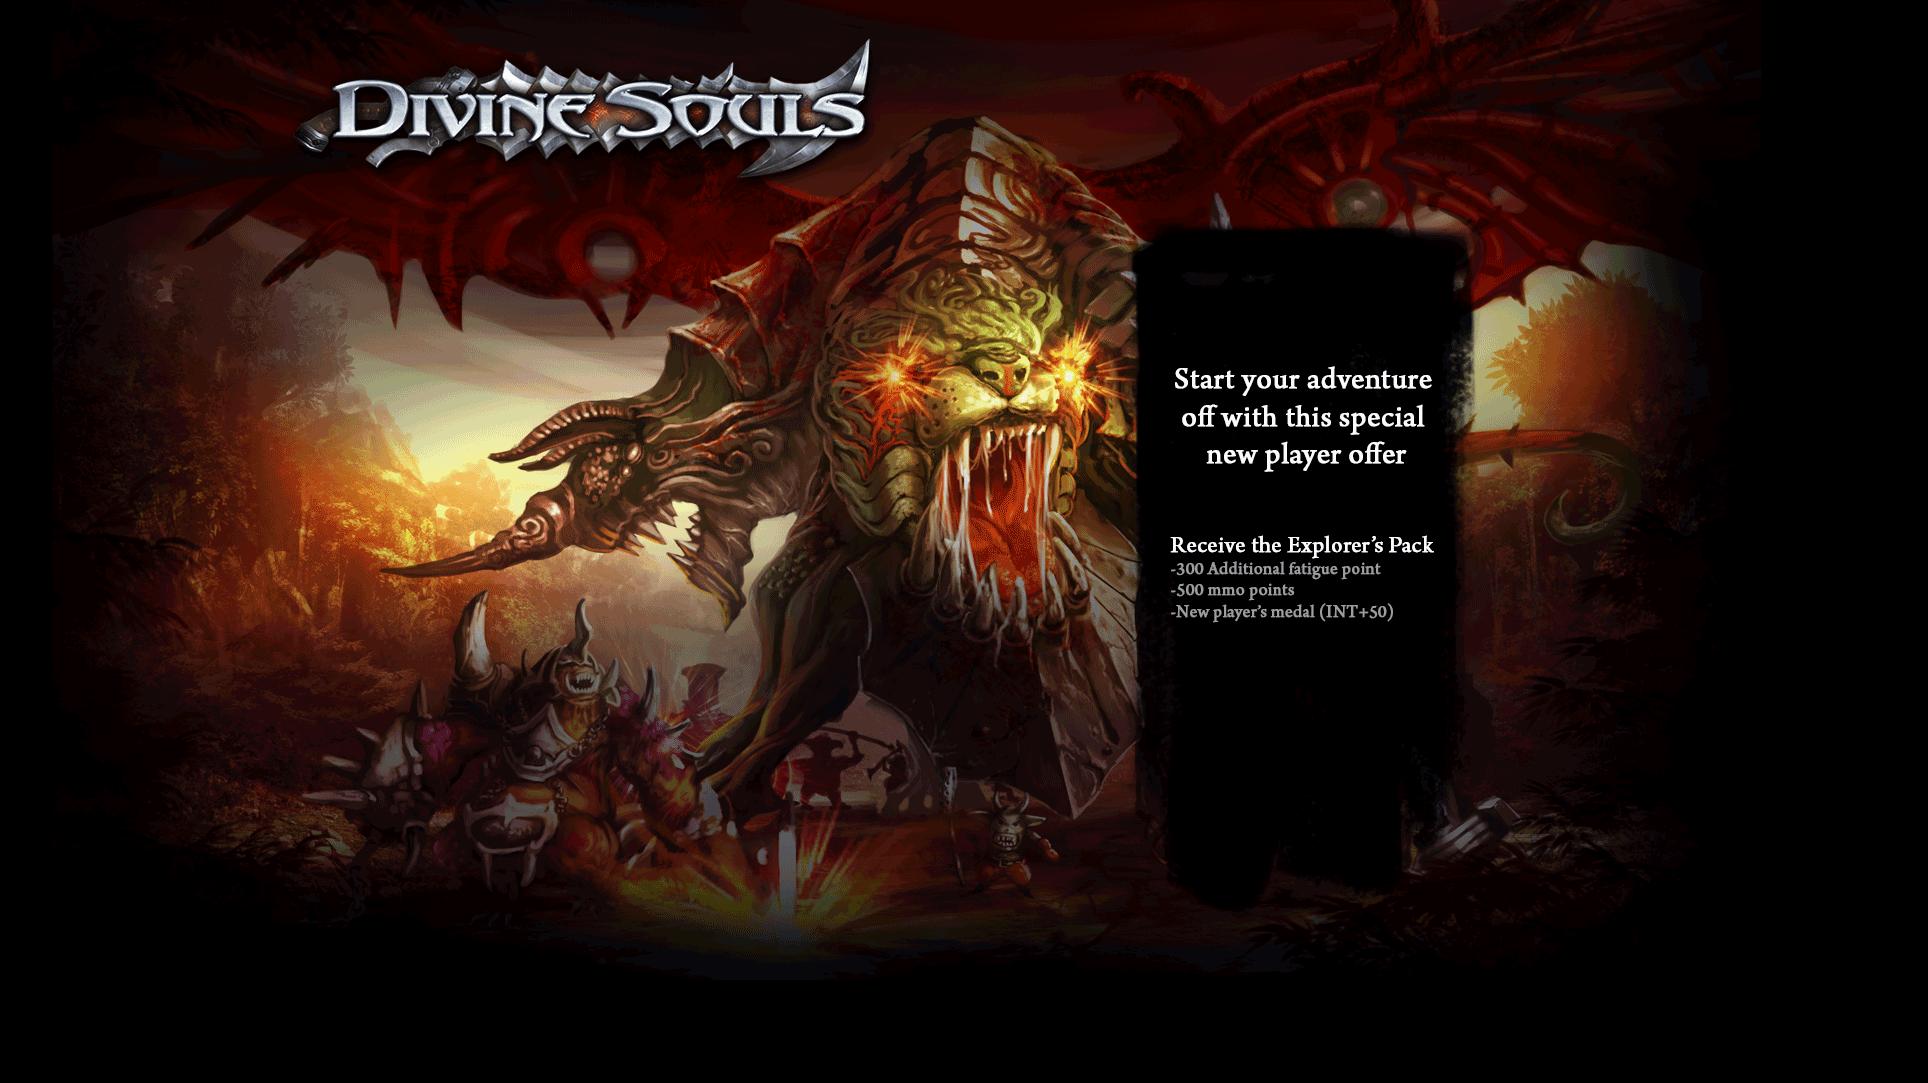 DIVINE SOULS
Start your adventure
off with this special
new player offer
Receive the Explorer’s Pack
-300 Additional fatigue point
-500 mmo points
-New player’s medal (INT+50)